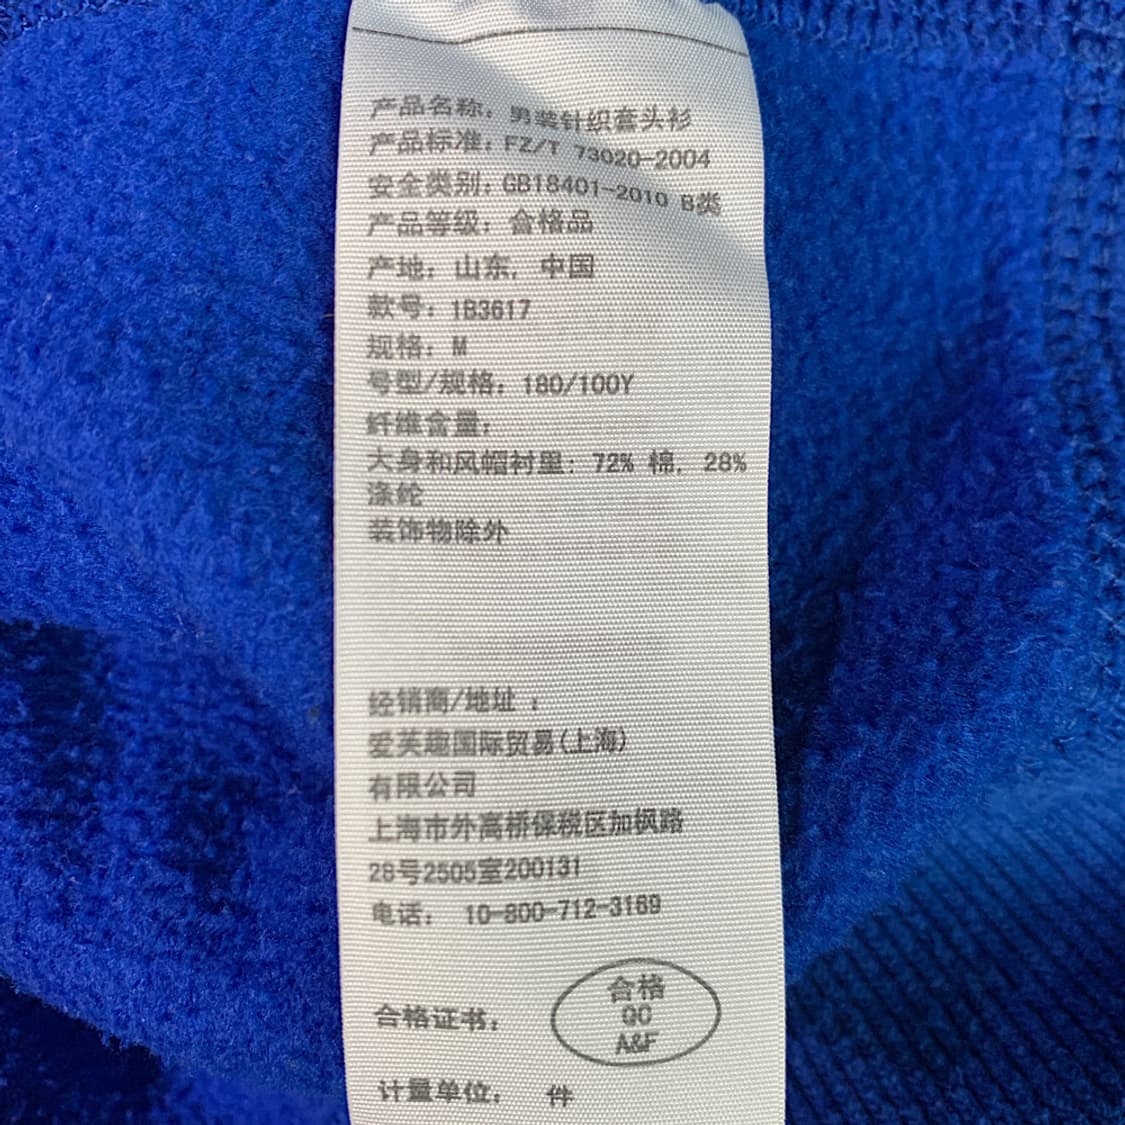 产品名称: 男装针织套头衫
产品标准: FZ/T 73020-2004
安全类别: GB18401-2010 B类
产品等级: 合格品
产地: 山东, 中国
款号: 1B3617
规格: M
号型/规格: 180/100Y
纤维含量:
大身和风帽衬里: 72% 棉, 28%
涤纶
装饰物除外
经销商/地址 :
爱芙趣国际贸易(上海)
有限公司
上海市外高桥保税区加枫路
28号2505室200131
电话: 10-800-712-3169
合格证书:
合格
QC
A&F
计量单位: 件